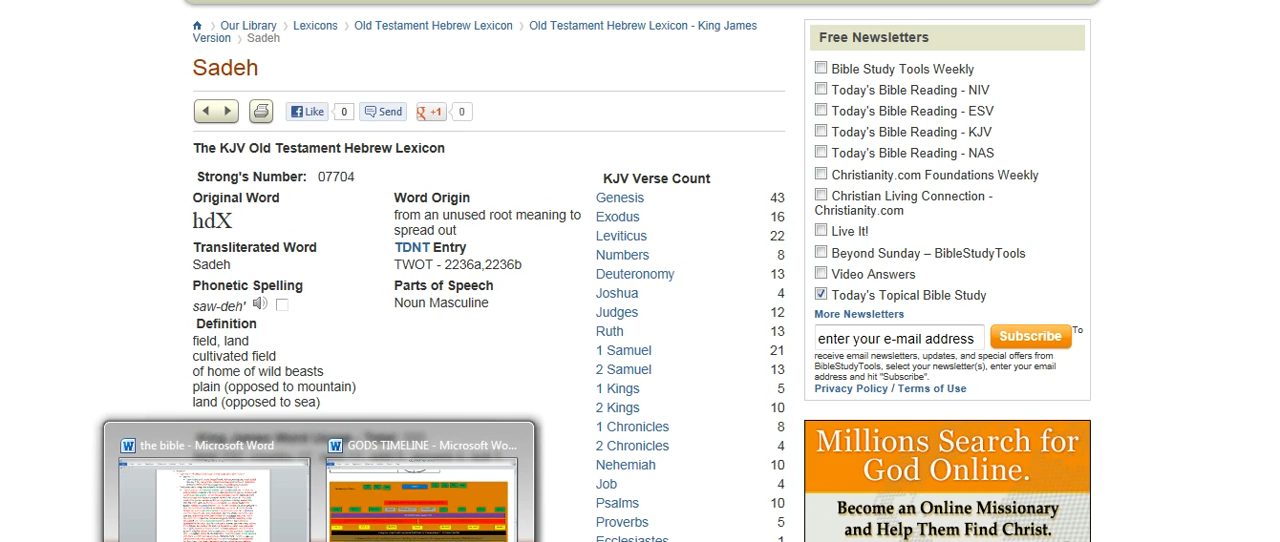 Our Library > Lexicons > Old Testament Hebrew Lexicon > Old Testament Hebrew Lexicon - King James
Version > Sadeh
Sadeh
Like 0 Send +1 0
The KJV Old Testament Hebrew Lexicon
Strong's Number: 07704
Original Word
hdX
Transliterated Word
Sadeh
Phonetic Spelling
saw-deh'
Definition
field, land
cultivated field
of home of wild beasts
plain (opposed to mountain)
land (opposed to sea)
Word Origin
from an unused root meaning to
spread out
TDNT Entry
TWOT - 2236a,2236b
Parts of Speech
Noun Masculine
KJV Verse Count
Genesis 43
Exodus 16
Leviticus 22
Numbers 8
Deuteronomy 13
Joshua 4
Judges 12
Ruth 13
1 Samuel 21
2 Samuel 13
1 Kings 5
2 Kings 10
1 Chronicles 8
2 Chronicles 4
Nehemiah 10
Job 4
Psalms 10
Proverbs 5
Ecclesiastes 1
the bible - Microsoft Word
GODS TIMELINE - Microsoft Wo...
Free Newsletters
Bible Study Tools Weekly
Today's Bible Reading - NIV
Today's Bible Reading - ESV
Today's Bible Reading - KJV
Today's Bible Reading - NAS
Christianity.com Foundations Weekly
Christian Living Connection -
Christianity.com
Live It!
Beyond Sunday – BibleStudyTools
Video Answers
Today's Topical Bible Study
More Newsletters
enter your e-mail address Subscribe To
receive email newsletters, updates, and special offers from
BibleStudyTools, select your newsletter(s), enter your email
address and hit "Subscribe".
Privacy Policy / Terms of Use
Millions Search for
God Online.
Become an Online Missionary
and Help Them Find Christ.